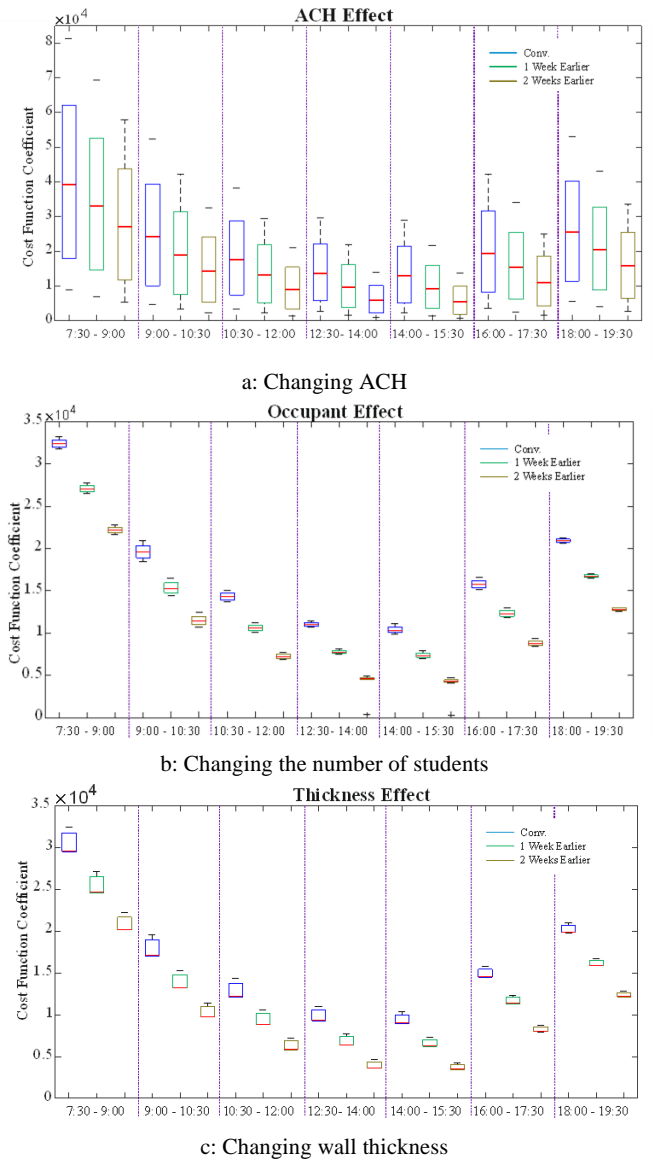 ACH Effect
×10⁴
9
8
7
6
5
4
3
2
1
0
Cost Function Coefficient
Conv.
1 Week Earlier
2 Weeks Earlier
7:30 - 9:00 9:00 - 10:30 10:30 - 12:00 12:30 - 14:00 14:00 - 15:30 16:00 - 17:30 18:00 - 19:30
a: Changing ACH
Occupant Effect
×10⁴
3.5
3
2.5
2
1.5
1
0.5
0
Cost Function Coefficient
Conv.
1 Week Earlier
2 Weeks Earlier
7:30 - 9:00 9:00 - 10:30 10:30 - 12:00 12:30 - 14:00 14:00 - 15:30 16:00 - 17:30 18:00 - 19:30
b: Changing the number of students
Thickness Effect
×10⁴
3.5
3
2.5
2
1.5
1
0.5
0
Cost Function Coefficient
Conv.
1 Week Earlier
2 Weeks Earlier
7:30 - 9:00 9:00 - 10:30 10:30 - 12:00 12:30 - 14:00 14:00 - 15:30 16:00 - 17:30 18:00 - 19:30
c: Changing wall thickness